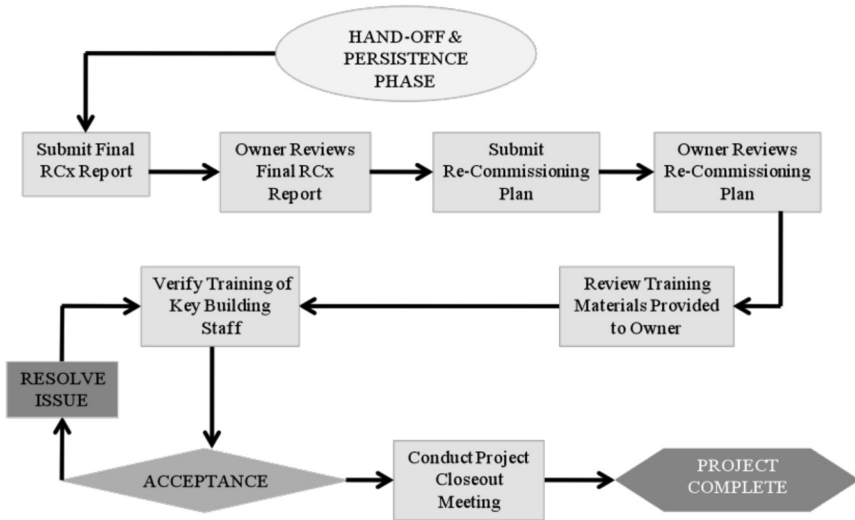 HAND-OFF &
PERSISTENCE
PHASE
Submit Final
RCx Report
Owner Reviews
Final RCx
Report
Submit
Re-Commissioning
Plan
Owner Reviews
Re-Commissioning
Plan
Review Training
Materials Provided
to Owner
Verify Training of
Key Building
Staff
RESOLVE
ISSUE
ACCEPTANCE
Conduct Project
Closeout
Meeting
PROJECT
COMPLETE